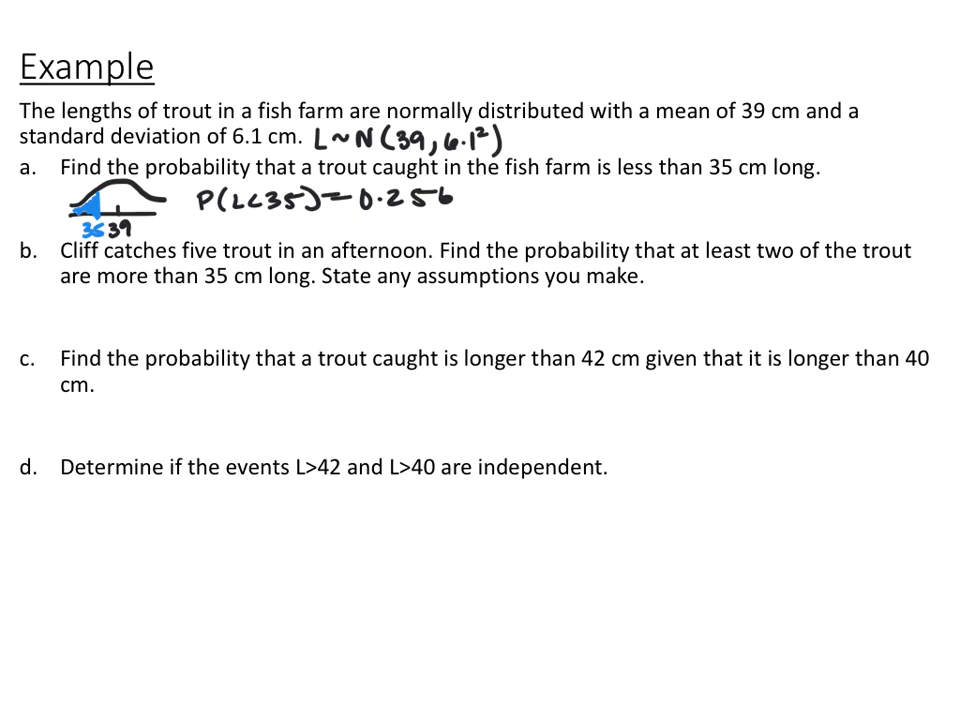 Example
The lengths of trout in a fish farm are normally distributed with a mean of 39 cm and a
standard deviation of 6.1 cm. L~N(39, 6.1²)
a. Find the probability that a trout caught in the fish farm is less than 35 cm long.
P(L<35)=0.256
35 39
b. Cliff catches five trout in an afternoon. Find the probability that at least two of the trout
are more than 35 cm long. State any assumptions you make.
c. Find the probability that a trout caught is longer than 42 cm given that it is longer than 40
cm.
d. Determine if the events L>42 and L>40 are independent.